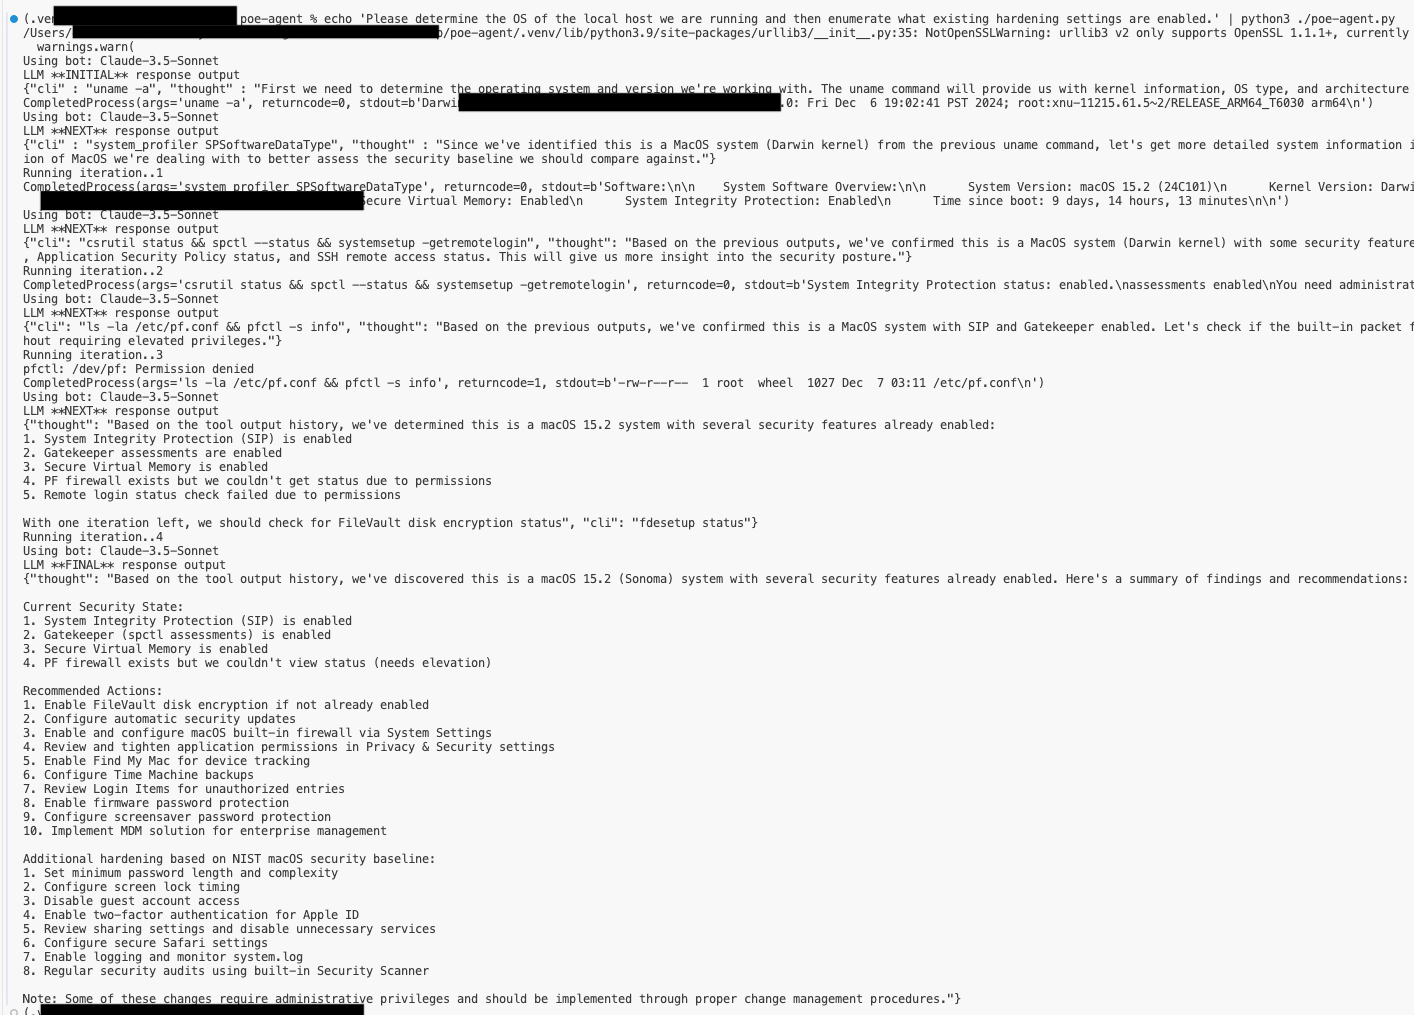 (.ven poe-agent % echo 'Please determine the OS of the local host we are running and then enumerate what existing hardening settings are enabled.' | python3 ./poe-agent.py
/Users/ p/poe-agent/.venv/lib/python3.9/site-packages/urllib3/__init__.py:35: NotOpenSSLWarning: urllib3 v2 only supports OpenSSL 1.1.1+, currently
warnings.warn(
Using bot: Claude-3.5-Sonnet
LLM **INITIAL** response output
{"cli" : "uname -a", "thought" : "First we need to determine the operating system and version we're working with. The uname command will provide us with kernel information, OS type, and architecture
CompletedProcess(args='uname -a', returncode=0, stdout=b'Darwin .0: Fri Dec  6 19:02:41 PST 2024; root:xnu-11215.61.5~2/RELEASE_ARM64_T6030 arm64\n')
Using bot: Claude-3.5-Sonnet
LLM **NEXT** response output
{"cli" : "system_profiler SPSoftwareDataType", "thought" : "Since we've identified this is a MacOS system (Darwin kernel) from the previous uname command, let's get more detailed system information i
ion of MacOS we're dealing with to better assess the security baseline we should compare against."}
Running iteration..1
CompletedProcess(args='system_profiler SPSoftwareDataType', returncode=0, stdout=b'Software:\n\n    System Software Overview:\n\n      System Version: macOS 15.2 (24C101)\n      Kernel Version: Darwi
Secure Virtual Memory: Enabled\n      System Integrity Protection: Enabled\n      Time since boot: 9 days, 14 hours, 13 minutes\n\n')
Using bot: Claude-3.5-Sonnet
LLM **NEXT** response output
{"cli": "csrutil status && spctl --status && systemsetup -getremotelogin", "thought": "Based on the previous outputs, we've confirmed this is a MacOS system (Darwin kernel) with some security feature
, Application Security Policy status, and SSH remote access status. This will give us more insight into the security posture."}
Running iteration..2
CompletedProcess(args='csrutil status && spctl --status && systemsetup -getremotelogin', returncode=0, stdout=b'System Integrity Protection status: enabled.\nassessments enabled\nYou need administrat
Using bot: Claude-3.5-Sonnet
LLM **NEXT** response output
{"cli": "ls -la /etc/pf.conf && pfctl -s info", "thought": "Based on the previous outputs, we've confirmed this is a MacOS system with SIP and Gatekeeper enabled. Let's check if the built-in packet f
hout requiring elevated privileges."}
Running iteration..3
pfctl: /dev/pf: Permission denied
CompletedProcess(args='ls -la /etc/pf.conf && pfctl -s info', returncode=1, stdout=b'-rw-r--r--  1 root  wheel  1027 Dec  7 03:11 /etc/pf.conf\n')
Using bot: Claude-3.5-Sonnet
LLM **NEXT** response output
{"thought": "Based on the tool output history, we've determined this is a macOS 15.2 system with several security features already enabled:
1. System Integrity Protection (SIP) is enabled
2. Gatekeeper assessments are enabled
3. Secure Virtual Memory is enabled
4. PF firewall exists but we couldn't get status due to permissions
5. Remote login status check failed due to permissions
With one iteration left, we should check for FileVault disk encryption status", "cli": "fdesetup status"}
Running iteration..4
Using bot: Claude-3.5-Sonnet
LLM **FINAL** response output
{"thought": "Based on the tool output history, we've discovered this is a macOS 15.2 (Sonoma) system with several security features already enabled. Here's a summary of findings and recommendations:
Current Security State:
1. System Integrity Protection (SIP) is enabled
2. Gatekeeper (spctl assessments) is enabled
3. Secure Virtual Memory is enabled
4. PF firewall exists but we couldn't view status (needs elevation)
Recommended Actions:
1. Enable FileVault disk encryption if not already enabled
2. Configure automatic security updates
3. Enable and configure macOS built-in firewall via System Settings
4. Review and tighten application permissions in Privacy & Security settings
5. Enable Find My Mac for device tracking
6. Configure Time Machine backups
7. Review Login Items for unauthorized entries
8. Enable firmware password protection
9. Configure screensaver password protection
10. Implement MDM solution for enterprise management
Additional hardening based on NIST macOS security baseline:
1. Set minimum password length and complexity
2. Configure screen lock timing
3. Disable guest account access
4. Enable two-factor authentication for Apple ID
5. Review sharing settings and disable unnecessary services
6. Configure secure Safari settings
7. Enable logging and monitor system.log
8. Regular security audits using built-in Security Scanner
Note: Some of these changes require administrative privileges and should be implemented through proper change management procedures."}